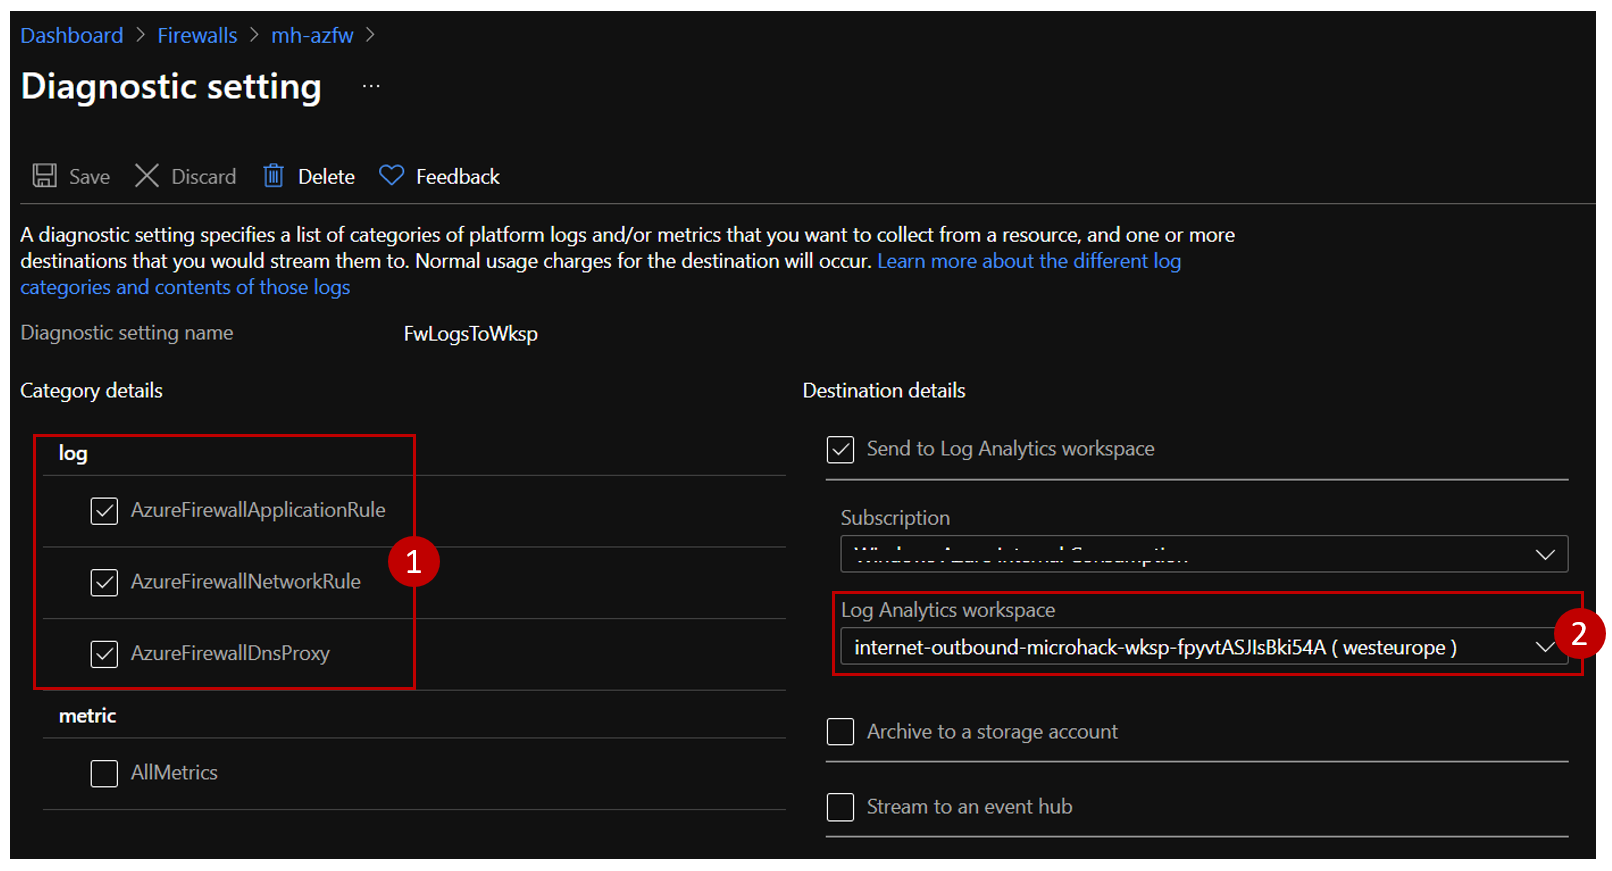 Dashboard > Firewalls > mh-azfw >
Diagnostic setting ...
Save Discard Delete Feedback
A diagnostic setting specifies a list of categories of platform logs and/or metrics that you want to collect from a resource, and one or more
destinations that you would stream them to. Normal usage charges for the destination will occur. Learn more about the different log
categories and contents of those logs
Diagnostic setting name FwLogsToWksp
Category details
log
AzureFirewallApplicationRule
AzureFirewallNetworkRule
AzureFirewallDnsProxy
1
metric
AllMetrics
Destination details
Send to Log Analytics workspace
Subscription
Log Analytics workspace
internet-outbound-microhack-wksp-fpyvtASJIsBki54A ( westeurope )
2
Archive to a storage account
Stream to an event hub